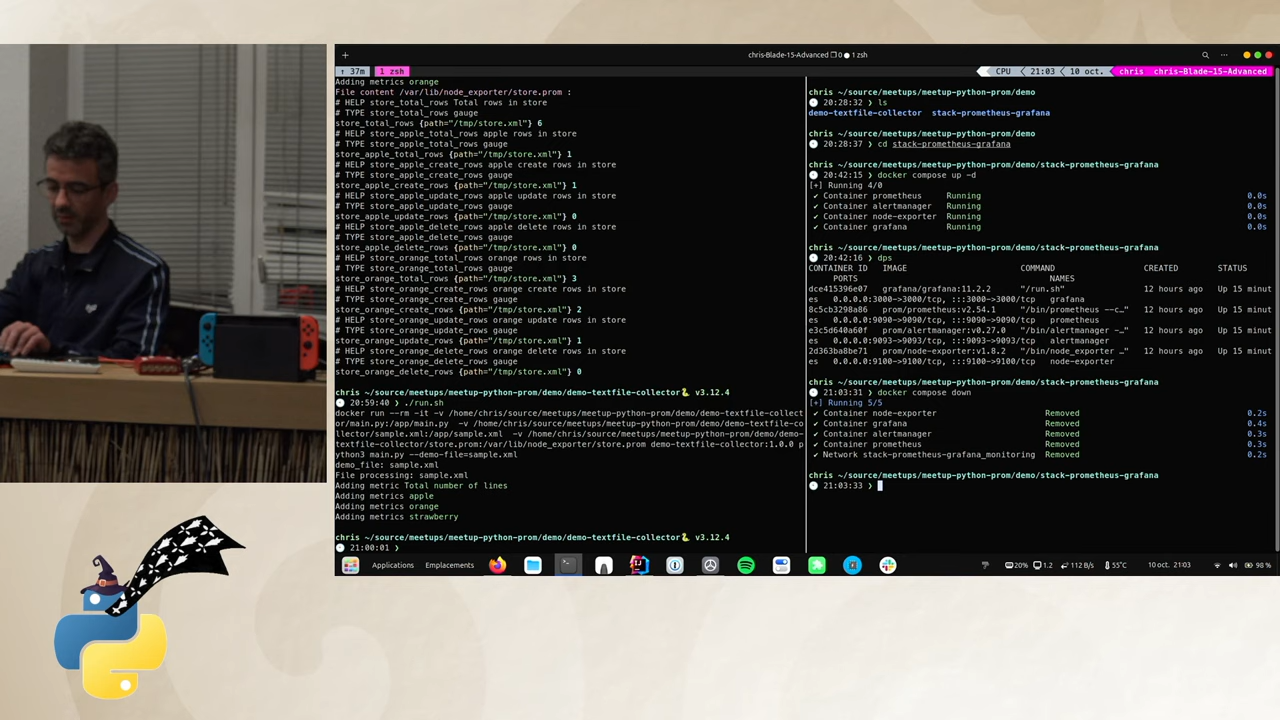 chris-Blade-15-Advanced ❐ 0 ● 1 zsh
↑ 37m 1 zsh
CPU 21:03 10 oct. chris chris-Blade-15-Advanced
Adding metrics orange
File content /var/lib/node_exporter/store.prom :
# HELP store_total_rows Total rows in store
# TYPE store_total_rows gauge
store_total_rows {path="/tmp/store.xml"} 6
# HELP store_apple_total_rows apple rows in store
# TYPE store_apple_total_rows gauge
store_apple_total_rows {path="/tmp/store.xml"} 1
# HELP store_apple_create_rows apple create rows in store
# TYPE store_apple_create_rows gauge
store_apple_create_rows {path="/tmp/store.xml"} 1
# HELP store_apple_update_rows apple update rows in store
# TYPE store_apple_update_rows gauge
store_apple_update_rows {path="/tmp/store.xml"} 0
# HELP store_apple_delete_rows apple delete rows in store
# TYPE store_apple_delete_rows gauge
store_apple_delete_rows {path="/tmp/store.xml"} 0
# HELP store_orange_total_rows orange rows in store
# TYPE store_orange_total_rows gauge
store_orange_total_rows {path="/tmp/store.xml"} 3
# HELP store_orange_create_rows orange create rows in store
# TYPE store_orange_create_rows gauge
store_orange_create_rows {path="/tmp/store.xml"} 2
# HELP store_orange_update_rows orange update rows in store
# TYPE store_orange_update_rows gauge
store_orange_update_rows {path="/tmp/store.xml"} 1
# HELP store_orange_delete_rows orange delete rows in store
# TYPE store_orange_delete_rows gauge
store_orange_delete_rows {path="/tmp/store.xml"} 0
chris ~/source/meetups/meetup-python-prom/demo/demo-textfile-collector🐍 v3.12.4
20:59:40 ❯ ./run.sh
docker run --rm -it -v /home/chris/source/meetups/meetup-python-prom/demo/demo-textfile-collect
or/main.py:/app/main.py -v /home/chris/source/meetups/meetup-python-prom/demo/demo-textfile-co
llector/sample.xml:/app/sample.xml -v /home/chris/source/meetups/meetup-python-prom/demo/demo-
textfile-collector/store.prom:/var/lib/node_exporter/store.prom demo-textfile-collector:1.0.0 p
ython3 main.py --demo-file=sample.xml
demo_file: sample.xml
File processing: sample.xml
Adding metric Total number of lines
Adding metrics apple
Adding metrics orange
Adding metrics strawberry
chris ~/source/meetups/meetup-python-prom/demo/demo-textfile-collector🐍 v3.12.4
21:00:01 ❯
chris ~/source/meetups/meetup-python-prom/demo
20:28:32 ❯ ls
demo-textfile-collector stack-prometheus-grafana
chris ~/source/meetups/meetup-python-prom/demo
20:28:37 ❯ cd stack-prometheus-grafana
chris ~/source/meetups/meetup-python-prom/demo/stack-prometheus-grafana
20:42:15 ❯ docker compose up -d
[+] Running 4/0
✔ Container prometheus Running 0.0s
✔ Container alertmanager Running 0.0s
✔ Container node-exporter Running 0.0s
✔ Container grafana Running 0.0s
chris ~/source/meetups/meetup-python-prom/demo/stack-prometheus-grafana
20:42:16 ❯ dps
CONTAINER ID IMAGE COMMAND CREATED STATUS
PORTS NAMES
dce415396e07 grafana/grafana:11.2.2 "/run.sh" 12 hours ago Up 15 minut
es 0.0.0.0:3000->3000/tcp, :::3000->3000/tcp grafana
8c5cb3298a86 prom/prometheus:v2.54.1 "/bin/prometheus --c…" 12 hours ago Up 15 minut
es 0.0.0.0:9090->9090/tcp, :::9090->9090/tcp prometheus
e3c5d640a60f prom/alertmanager:v0.27.0 "/bin/alertmanager -…" 12 hours ago Up 15 minut
es 0.0.0.0:9093->9093/tcp, :::9093->9093/tcp alertmanager
2d363ba8be71 prom/node-exporter:v1.8.2 "/bin/node_exporter …" 12 hours ago Up 15 minut
es 0.0.0.0:9100->9100/tcp, :::9100->9100/tcp node-exporter
chris ~/source/meetups/meetup-python-prom/demo/stack-prometheus-grafana
21:03:31 ❯ docker compose down
[+] Running 5/5
✔ Container node-exporter Removed 0.2s
✔ Container grafana Removed 0.4s
✔ Container alertmanager Removed 0.3s
✔ Container prometheus Removed 0.3s
✔ Network stack-prometheus-grafana_monitoring Removed 0.2s
chris ~/source/meetups/meetup-python-prom/demo/stack-prometheus-grafana
21:03:33 ❯
Applications Emplacements 20% 1.2 112 B/s 55°C 10 oct. 21:03 98 %